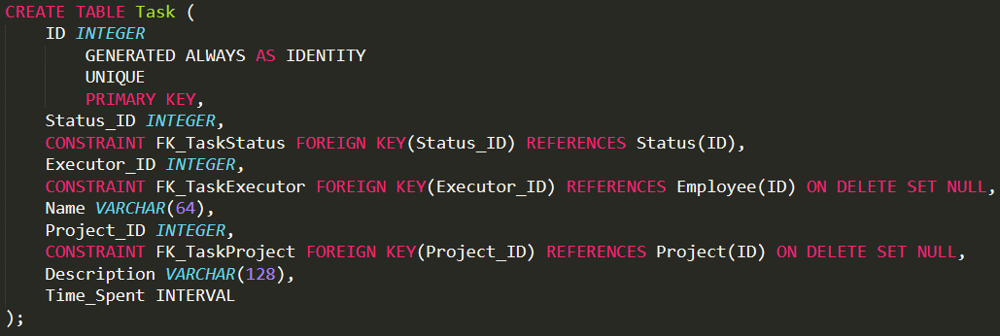 CREATE TABLE Task (
    ID INTEGER
        GENERATED ALWAYS AS IDENTITY
        UNIQUE
        PRIMARY KEY,
    Status_ID INTEGER,
    CONSTRAINT FK_TaskStatus FOREIGN KEY(Status_ID) REFERENCES Status(ID),
    Executor_ID INTEGER,
    CONSTRAINT FK_TaskExecutor FOREIGN KEY(Executor_ID) REFERENCES Employee(ID) ON DELETE SET NULL,
    Name VARCHAR(64),
    Project_ID INTEGER,
    CONSTRAINT FK_TaskProject FOREIGN KEY(Project_ID) REFERENCES Project(ID) ON DELETE SET NULL,
    Description VARCHAR(128),
    Time_Spent INTERVAL
);